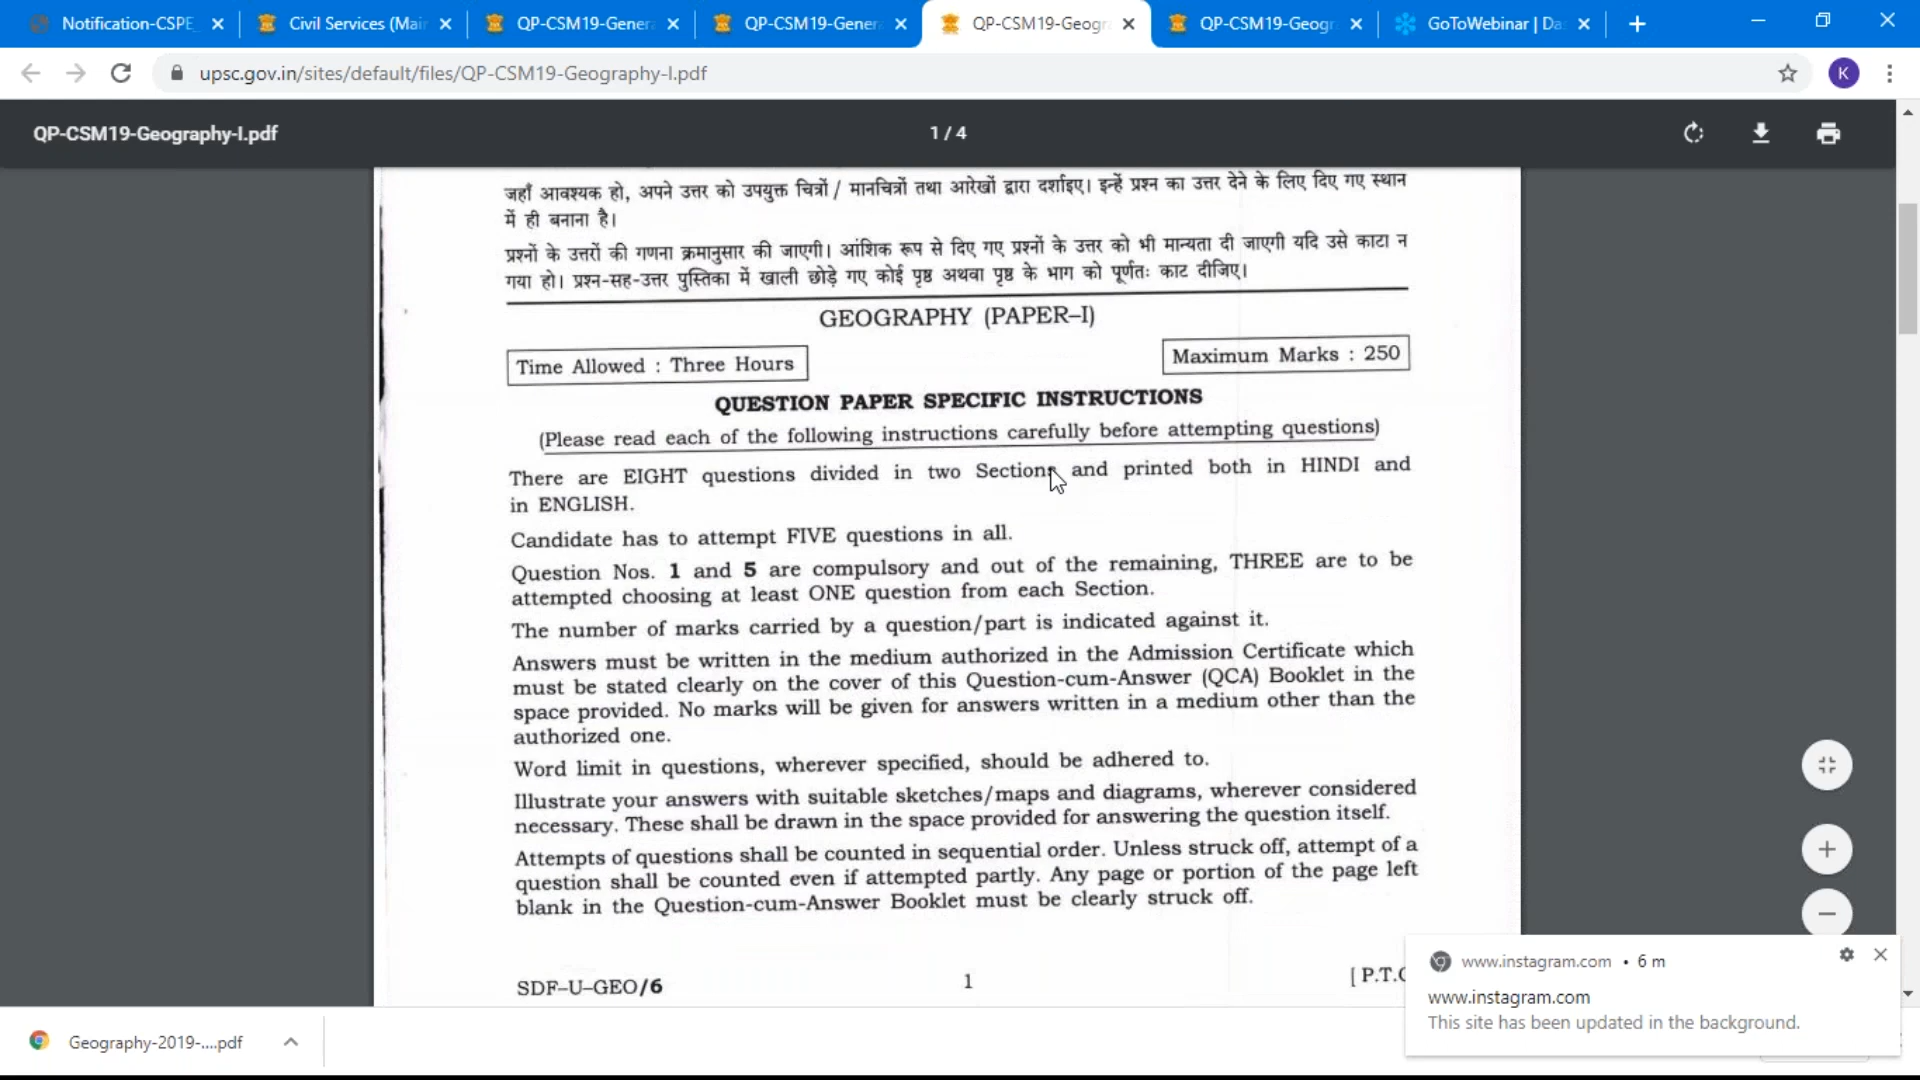 Notification-CSPE
Civil Services (Mair
QP-CSM19-Genera
QP-CSM19-Genera
QP-CSM19-Geogra
QP-CSM19-Geogr
GoToWebinar | Da
upsc.gov.in/sites/default/files/QP-CSM19-Geography-I.pdf
K
QP-CSM19-Geography-I.pdf
1 / 4
जहाँ आवश्यक हो, अपने उत्तर को उपयुक्त चित्रों / मानचित्रों तथा आरेखों द्वारा दर्शाइए। इन्हें प्रश्न का उत्तर देने के लिए दिए गए स्थान
में ही बनाना है।
प्रश्नों के उत्तरों की गणना क्रमानुसार की जाएगी। आंशिक रूप से दिए गए प्रश्नों के उत्तर को भी मान्यता दी जाएगी यदि उसे काटा न
गया हो। प्रश्न-सह-उत्तर पुस्तिका में खाली छोड़े गए कोई पृष्ठ अथवा पृष्ठ के भाग को पूर्णतः काट दीजिए।
GEOGRAPHY (PAPER–I)
Time Allowed : Three Hours
Maximum Marks : 250
QUESTION PAPER SPECIFIC INSTRUCTIONS
(Please read each of the following instructions carefully before attempting questions)
There are EIGHT questions divided in two Sections and printed both in HINDI and
in ENGLISH.
Candidate has to attempt FIVE questions in all.
Question Nos. 1 and 5 are compulsory and out of the remaining, THREE are to be
attempted choosing at least ONE question from each Section.
The number of marks carried by a question/part is indicated against it.
Answers must be written in the medium authorized in the Admission Certificate which
must be stated clearly on the cover of this Question-cum-Answer (QCA) Booklet in the
space provided. No marks will be given for answers written in a medium other than the
authorized one.
Word limit in questions, wherever specified, should be adhered to.
Illustrate your answers with suitable sketches/maps and diagrams, wherever considered
necessary. These shall be drawn in the space provided for answering the question itself.
Attempts of questions shall be counted in sequential order. Unless struck off, attempt of a
question shall be counted even if attempted partly. Any page or portion of the page left
blank in the Question-cum-Answer Booklet must be clearly struck off.
SDF–U–GEO/6
1
[ P.T.O
www.instagram.com • 6 m
www.instagram.com
This site has been updated in the background.
Geography-2019-....pdf